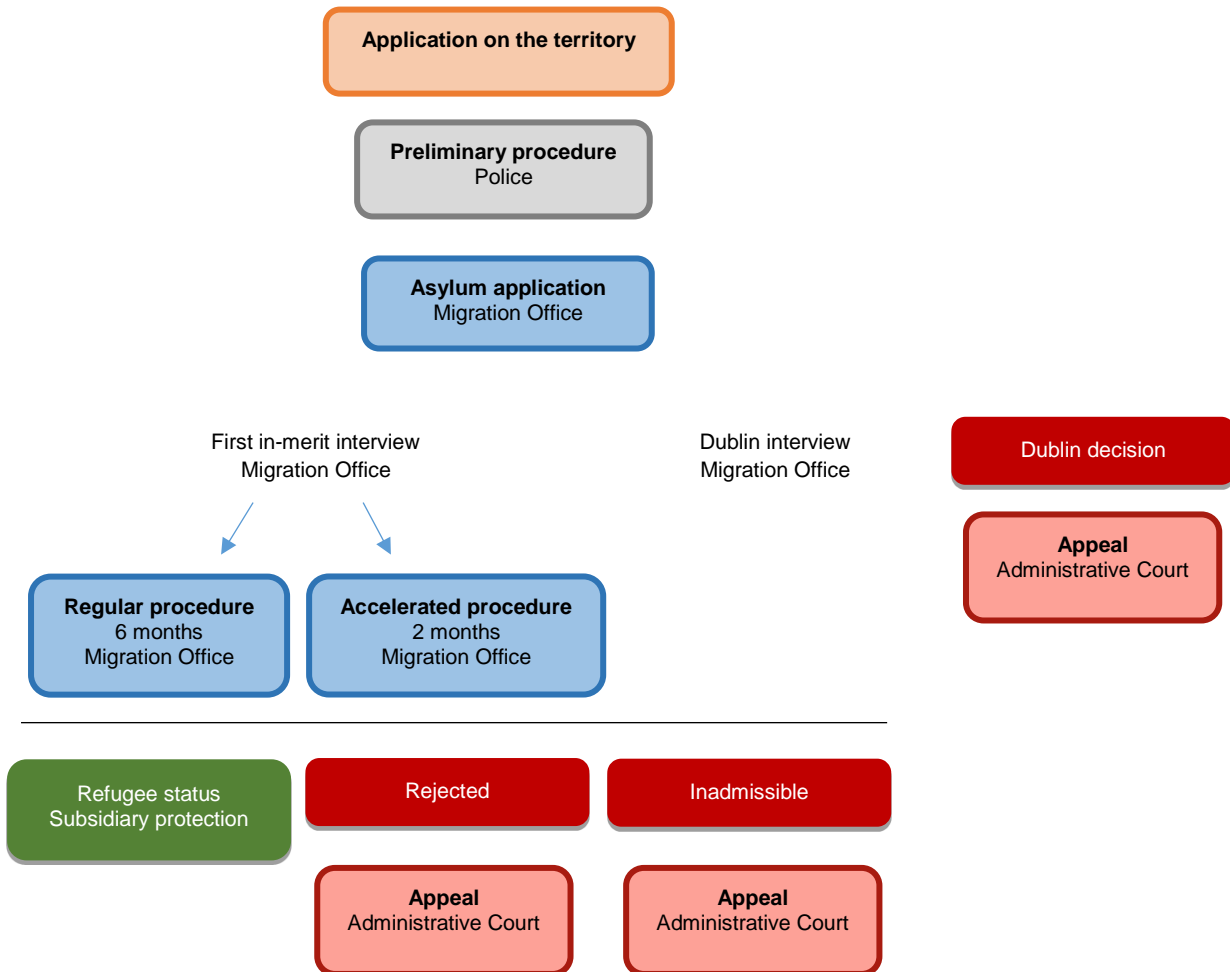 Application on the territory
Preliminary procedure
Police
Asylum application
Migration Office
First in-merit interview
Migration Office
Dublin interview
Migration Office
Dublin decision
Appeal
Administrative Court
Regular procedure
6 months
Migration Office
Accelerated procedure
2 months
Migration Office
Refugee status
Subsidiary protection
Rejected
Inadmissible
Appeal
Administrative Court
Appeal
Administrative Court